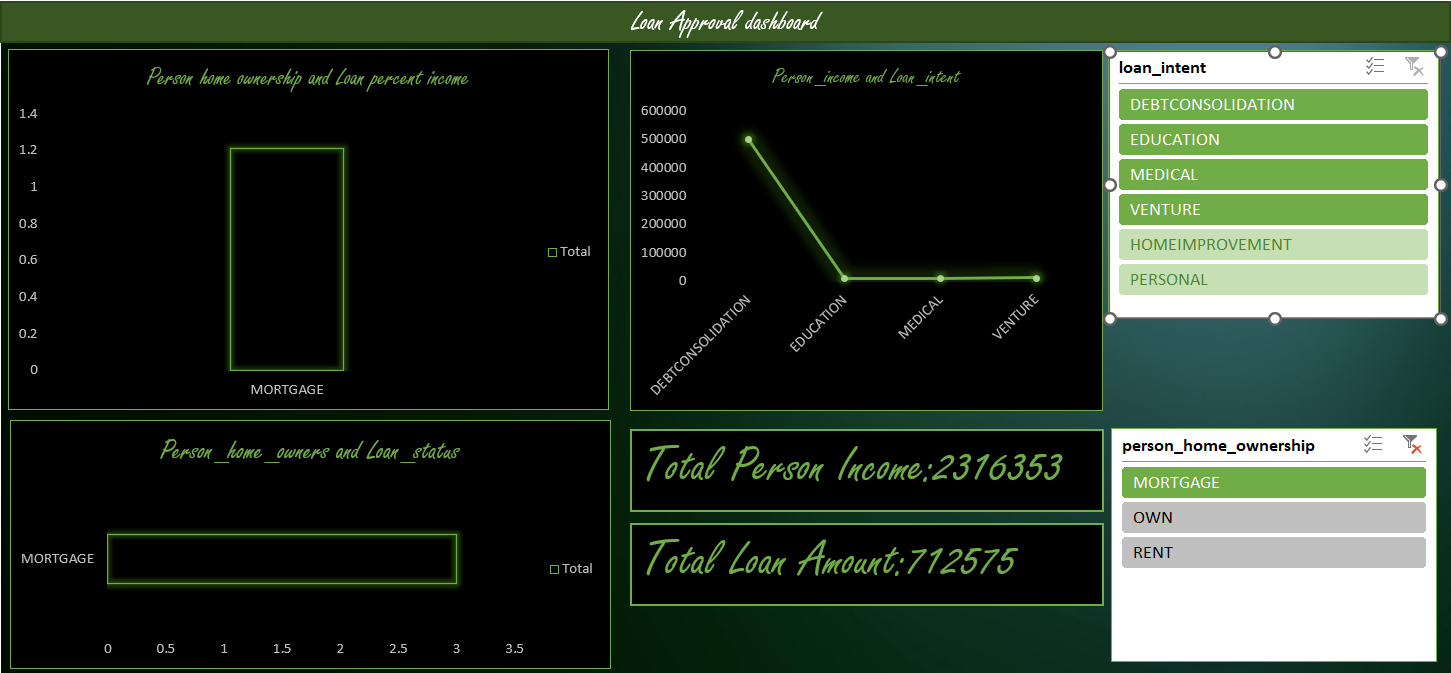 Loan Approval dashboard
Person home ownership and Loan percent income
1.4
1.2
1
0.8
0.6
0.4
0.2
0
MORTGAGE
Total
Person_income and Loan_intent
600000
500000
400000
300000
200000
100000
0
DEBTCONSOLIDATION
EDUCATION
MEDICAL
VENTURE
loan_intent
DEBTCONSOLIDATION
EDUCATION
MEDICAL
VENTURE
HOMEIMPROVEMENT
PERSONAL
Person_home_owners and Loan_status
MORTGAGE
Total
0 0.5 1 1.5 2 2.5 3 3.5
Total Person Income:2316353
Total Loan Amount:712575
person_home_ownership
MORTGAGE
OWN
RENT